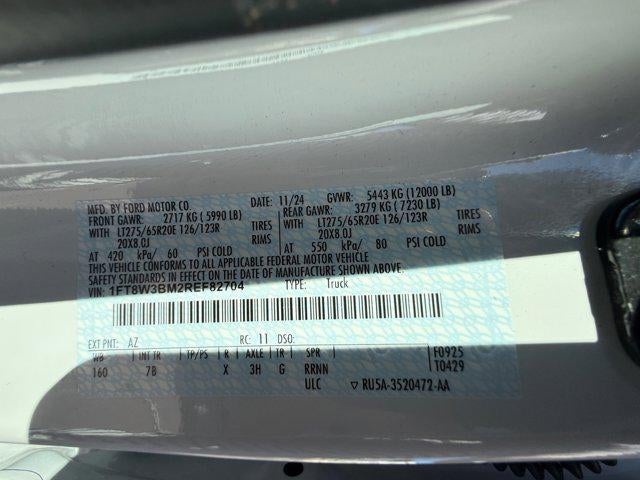 MFD. BY FORD MOTOR CO.
DATE: 11/24 GVWR: 5443 KG (12000 LB)
FRONT GAWR: 2717 KG (5990 LB)
REAR GAWR: 3279 KG (7230 LB)
WITH LT275/65R20E 126/123R TIRES
WITH LT275/65R20E 126/123R TIRES
20X8.0J RIMS
20X8.0J RIMS
AT 420 kPa/ 60 PSI COLD
AT 550 kPa/ 80 PSI COLD
THIS VEHICLE CONFORMS TO ALL APPLICABLE FEDERAL MOTOR VEHICLE
SAFETY STANDARDS IN EFFECT ON THE DATE OF MANUFACTURE SHOWN ABOVE.
VIN: 1FT8W3BM2REF82704 TYPE: Truck
EXT PNT: AZ RC: 11 DSO:
WB INT TR TP/PS R AXLE TR SPR F0925
160 7B X 3H G RRNN T0429
ULC ▽ RU5A-3520472-AA